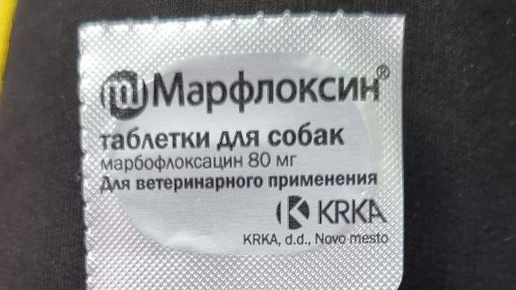 Марфлоксин®
таблетки для собак
марбофлоксацин 80 мг
Для ветеринарного применения
KRKA
KRKA, d.d., Novo mesto